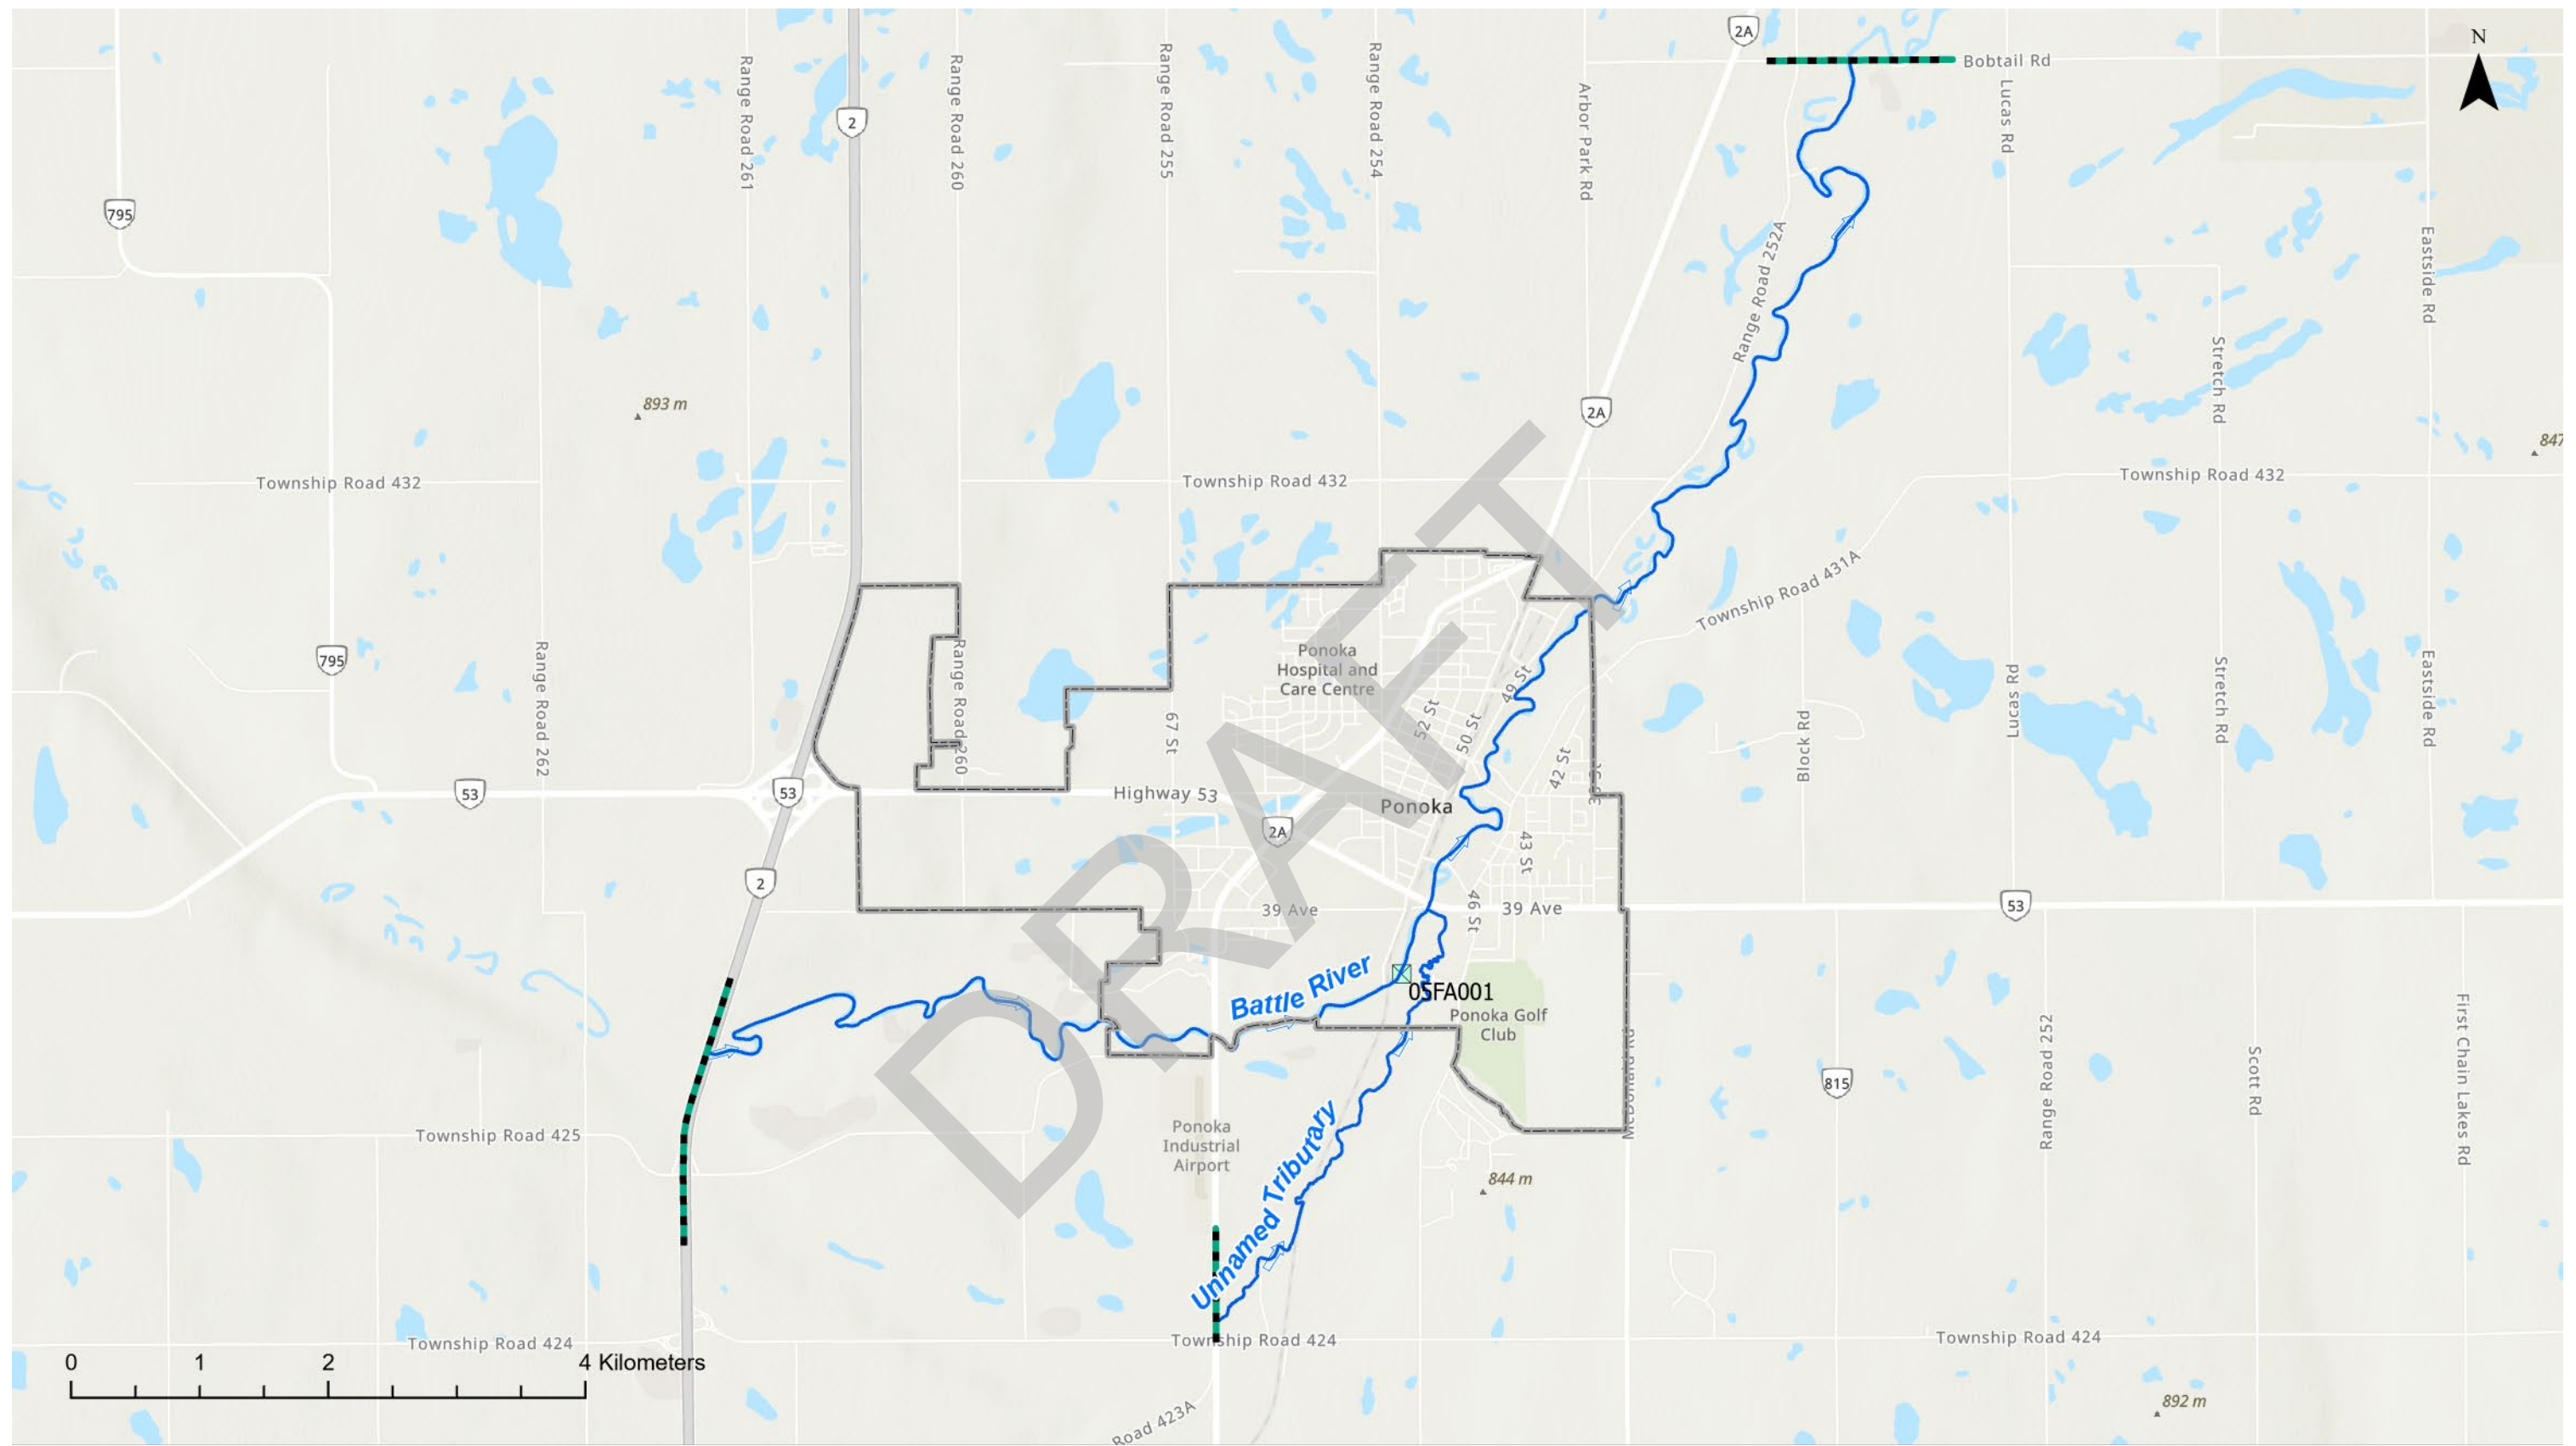 2A
N
Bobtail Rd
Range Road 261
Range Road 260
Range Road 255
Range Road 254
Arbor Park Rd
Lucas Rd
2
795
Range Road 252A
Eastside Rd
Stretch Rd
893 m
2A
847
Township Road 432
Township Road 432
Township Road 432
Township Road 431A
795
Range Road 262
Range Road 260
67 St
Ponoka
Hospital and
Care Centre
49 St
52 St
50 St
42 St
Block Rd
Lucas Rd
Stretch Rd
Eastside Rd
53
53
Highway 53
Ponoka
2A
43 St
2
46 St
39 Ave
39 Ave
53
DRAFT
Battle River
05FA001
Ponoka Golf
Club
McDonald Rd
815
Range Road 252
Scott Rd
First Chain Lakes Rd
Township Road 425
Ponoka
Industrial
Airport
Unnamed Tributary
844 m
Township Road 424
Township Road 424
Township Road 424
0 1 2 4 Kilometers
Road 423A
892 m